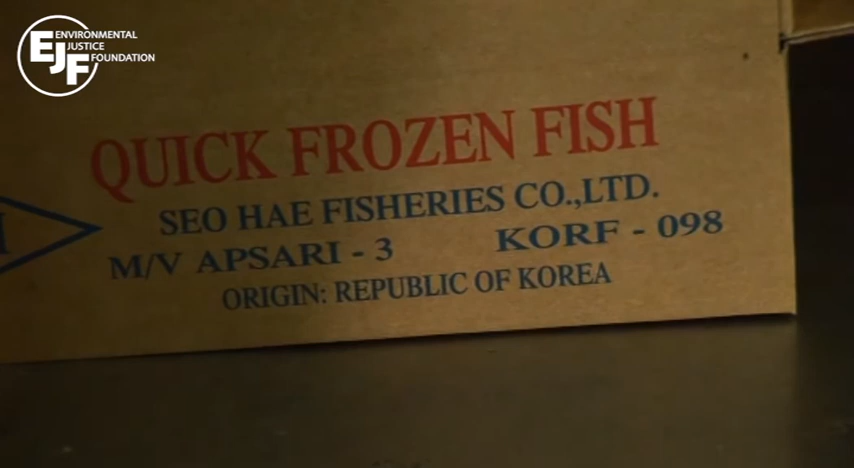 EJF
ENVIRONMENTAL
JUSTICE
FOUNDATION
QUICK FROZEN FISH
SEO HAE FISHERIES CO.,LTD.
M/V APSARI - 3 KORF - 098
ORIGIN: REPUBLIC OF KOREA